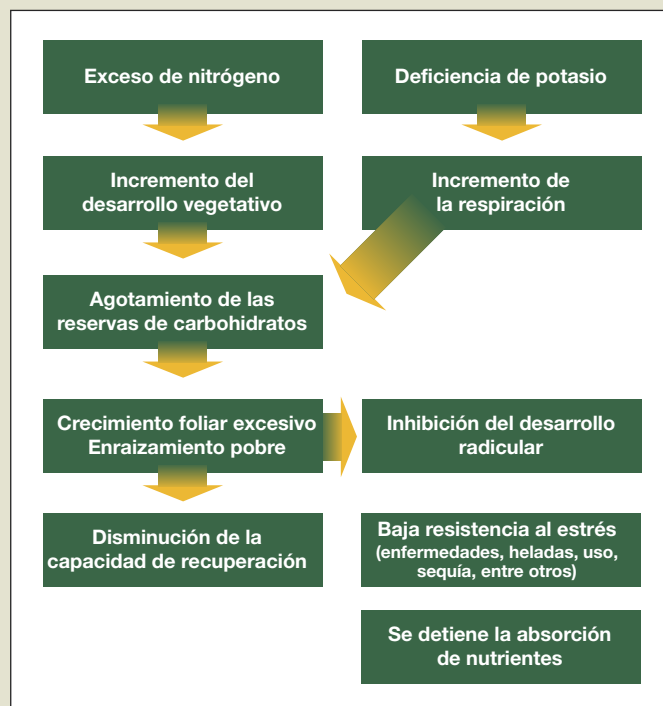 Exceso de nitrógeno
Deficiencia de potasio
Incremento del
desarrollo vegetativo
Incremento de
la respiración
Agotamiento de las
reservas de carbohidratos
Crecimiento foliar excesivo
Enraizamiento pobre
Inhibición del desarrollo
radicular
Disminución de la
capacidad de recuperación
Baja resistencia al estrés
(enfermedades, heladas, uso,
sequía, entre otros)
Se detiene la absorción
de nutrientes